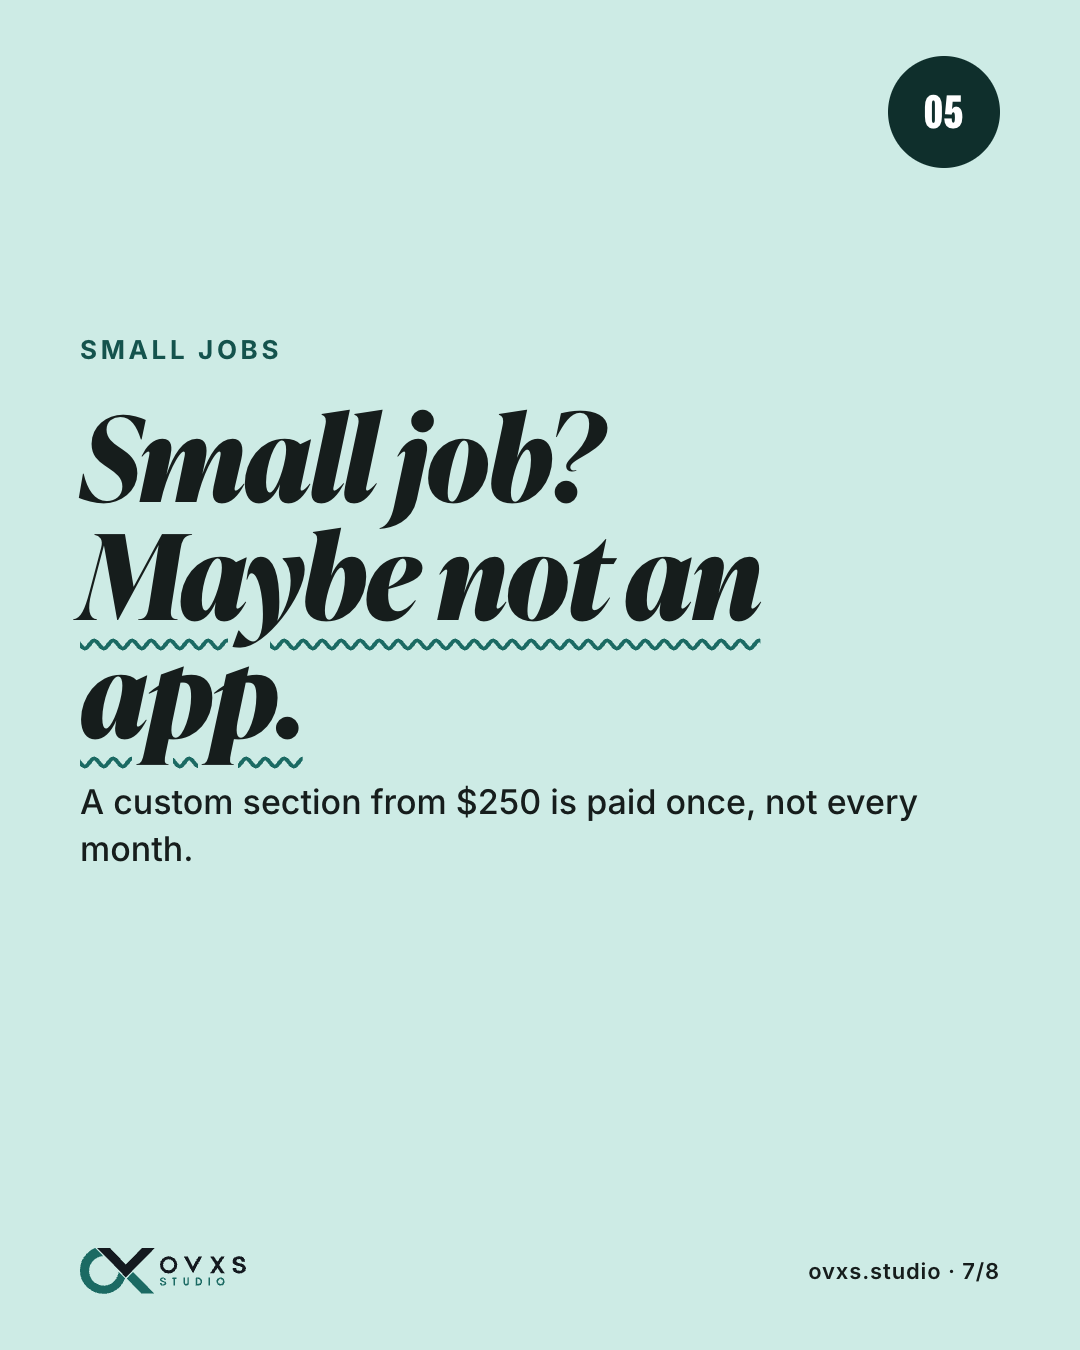 05
SMALL JOBS
Small job?
Maybe not an
app.
A custom section from $250 is paid once, not every
month.
OVXS
STUDIO
ovxs.studio · 7/8